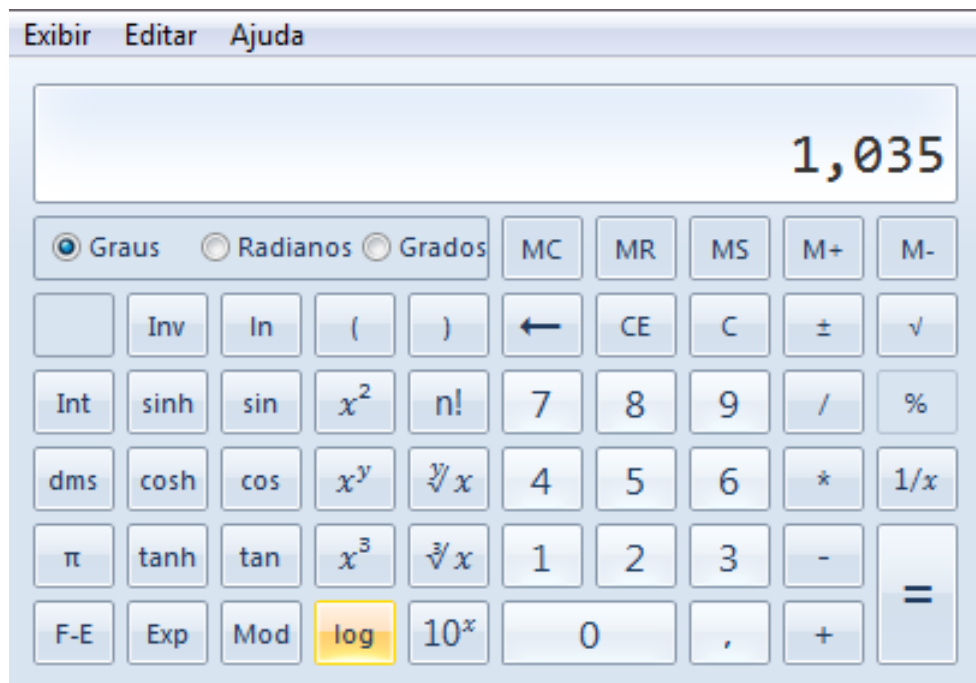 Exibir Editar Ajuda
1,035
Graus Radianos Grados MC MR MS M+ M-
Inv In ( ) ← CE C ± √
Int sinh sin x² n! 7 8 9 / %
dms cosh cos xʸ ʸ√x 4 5 6 * 1/x
π tanh tan x³ ³√x 1 2 3 - =
F-E Exp Mod log 10ˣ 0 , +